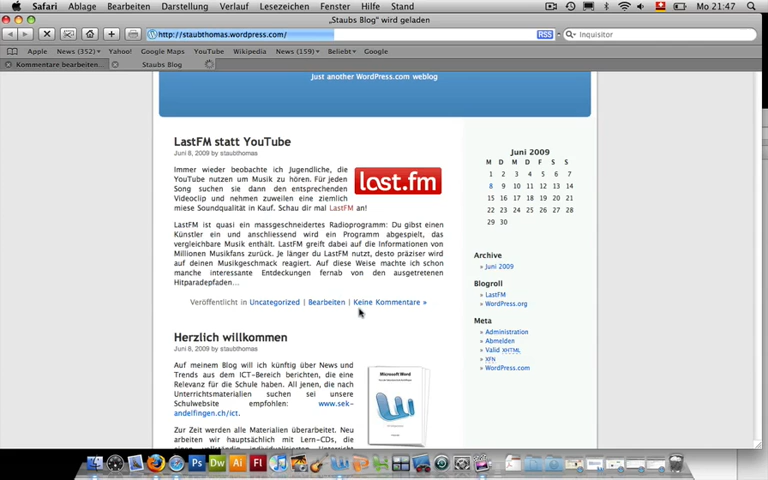 Safari Ablage Bearbeiten Darstellung Verlauf Lesezeichen Fenster Hilfe Mo 21:47
„Staubs Blog" wird geladen
http://staubthomas.wordpress.com/ RSS Inquisitor
Apple News (352) Yahoo! Google Maps YouTube Wikipedia News (159) Beliebt Google
Kommentare bearbeiten... Staubs Blog
Just another WordPress.com weblog
LastFM statt YouTube
Juni 8, 2009 by staubthomas
Immer wieder beobachte ich Jugendliche, die
YouTube nutzen um Musik zu hören. Für jeden
Song suchen sie dann den entsprechenden
Videoclip und nehmen zuweilen eine ziemlich
miese Soundqualität in Kauf. Schau dir mal LastFM an!
last.fm
LastFM ist quasi ein massgeschneidertes Radioprogramm: Du gibst einen
Künstler ein und anschliessend wird ein Programm abgespielt, das
vergleichbare Musik enthält. LastFM greift dabei auf die Informationen von
Millionen Musikfans zurück. Je länger du LastFM nutzt, desto präziser wird
auf deinen Musikgeschmack reagiert. Auf diese Weise machte ich schon
manche interessante Entdeckungen fernab von den ausgetretenen
Hitparadepfaden...
Veröffentlicht in Uncategorized | Bearbeiten | Keine Kommentare »
Herzlich willkommen
Juni 8, 2009 by staubthomas
Auf meinem Blog will ich künftig über News und
Trends aus dem ICT-Bereich berichten, die eine
Relevanz für die Schule haben. All jenen, die nach
Unterrichtsmaterialien suchen sei unsere
Schulwebsite empfohlen: www.sek-
andelfingen.ch/ict.
Zur Zeit werden alle Materialien überarbeitet. Neu
arbeiten wir hauptsächlich mit Lern-CDs, die
Microsoft Word
Juni 2009
M D M D F S S
1 2 3 4 5 6 7
8 9 10 11 12 13 14
15 16 17 18 19 20 21
22 23 24 25 26 27 28
29 30
Archive
» Juni 2009
Blogroll
» LastFM
» WordPress.org
Meta
» Administration
» Abmelden
» Valid XHTML
» XFN
» WordPress.com
Ps Dw Ai Fl